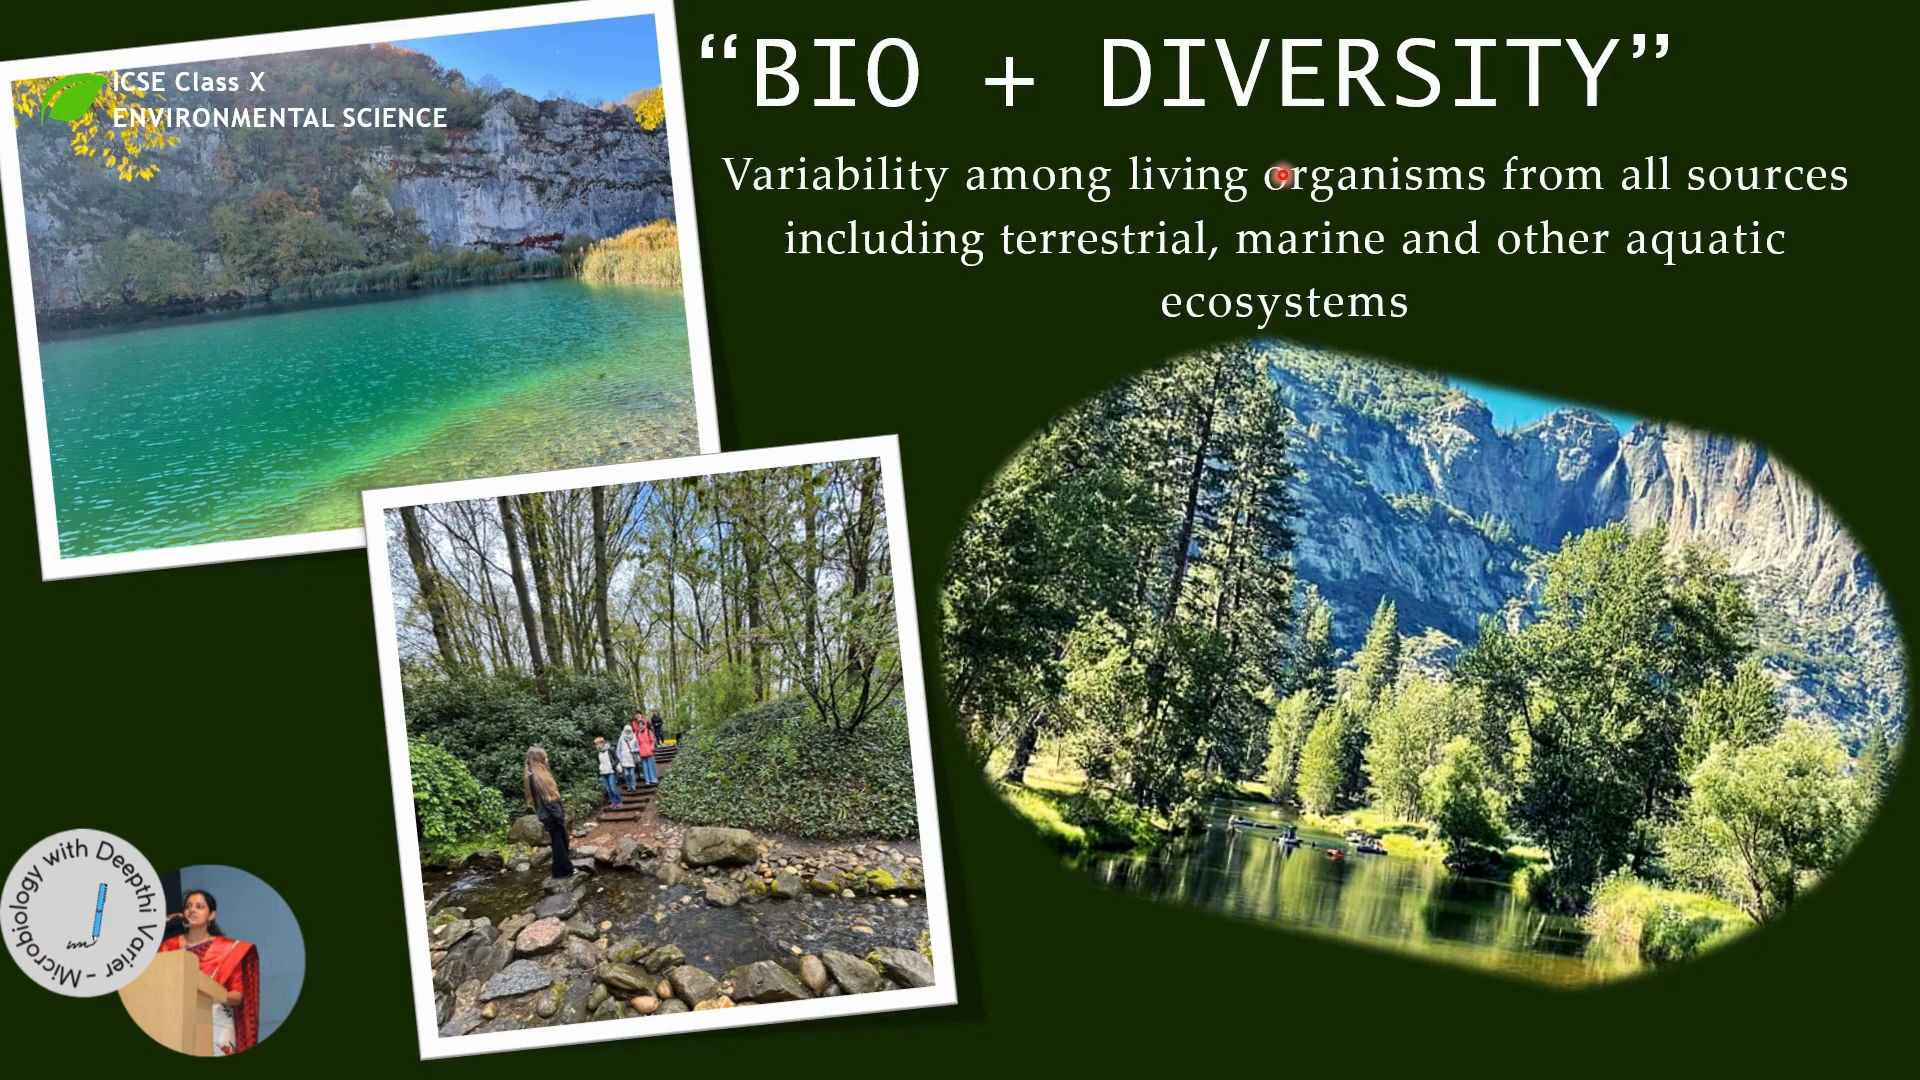 ICSE Class X
ENVIRONMENTAL SCIENCE
“BIO + DIVERSITY”
Variability among living organisms from all sources
including terrestrial, marine and other aquatic
ecosystems
Microbiology with Deepthi Varier -